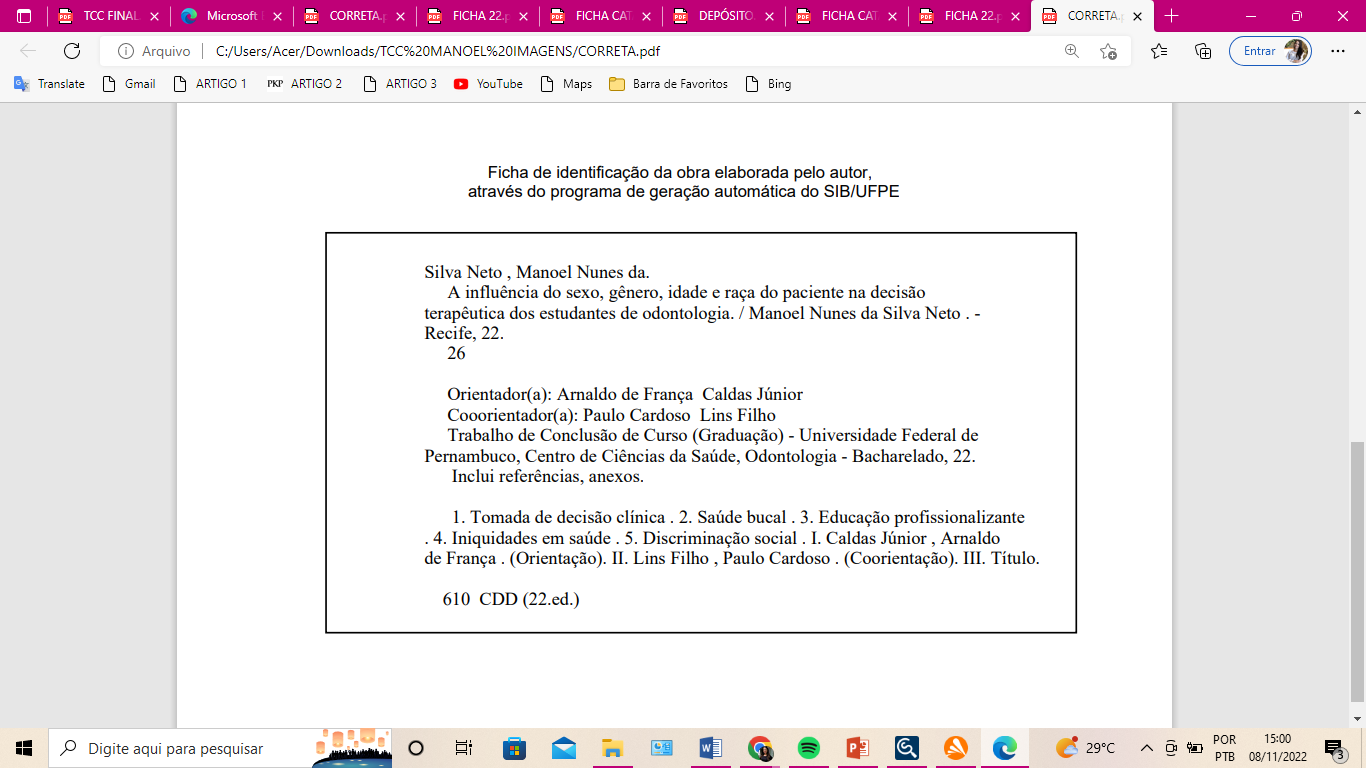 TCC FINAL
Microsoft
CORRETA.p
FICHA 22.p
FICHA CAT
DEPÓSITO
FICHA CAT
FICHA 22.p
CORRETA.p
Arquivo
C:/Users/Acer/Downloads/TCC%20MANOEL%20IMAGENS/CORRETA.pdf
Entrar
Translate
Gmail
ARTIGO 1
PKP ARTIGO 2
ARTIGO 3
YouTube
Maps
Barra de Favoritos
Bing
Ficha de identificação da obra elaborada pelo autor,
através do programa de geração automática do SIB/UFPE
Silva Neto , Manoel Nunes da.
A influência do sexo, gênero, idade e raça do paciente na decisão
terapêutica dos estudantes de odontologia. / Manoel Nunes da Silva Neto . -
Recife, 22.
26
Orientador(a): Arnaldo de França Caldas Júnior
Cooorientador(a): Paulo Cardoso Lins Filho
Trabalho de Conclusão de Curso (Graduação) - Universidade Federal de
Pernambuco, Centro de Ciências da Saúde, Odontologia - Bacharelado, 22.
Inclui referências, anexos.
1. Tomada de decisão clínica . 2. Saúde bucal . 3. Educação profissionalizante
. 4. Iniquidades em saúde . 5. Discriminação social . I. Caldas Júnior , Arnaldo
de França . (Orientação). II. Lins Filho , Paulo Cardoso . (Coorientação). III. Título.
610 CDD (22.ed.)
Digite aqui para pesquisar
29°C
POR
PTB
15:00
08/11/2022
3